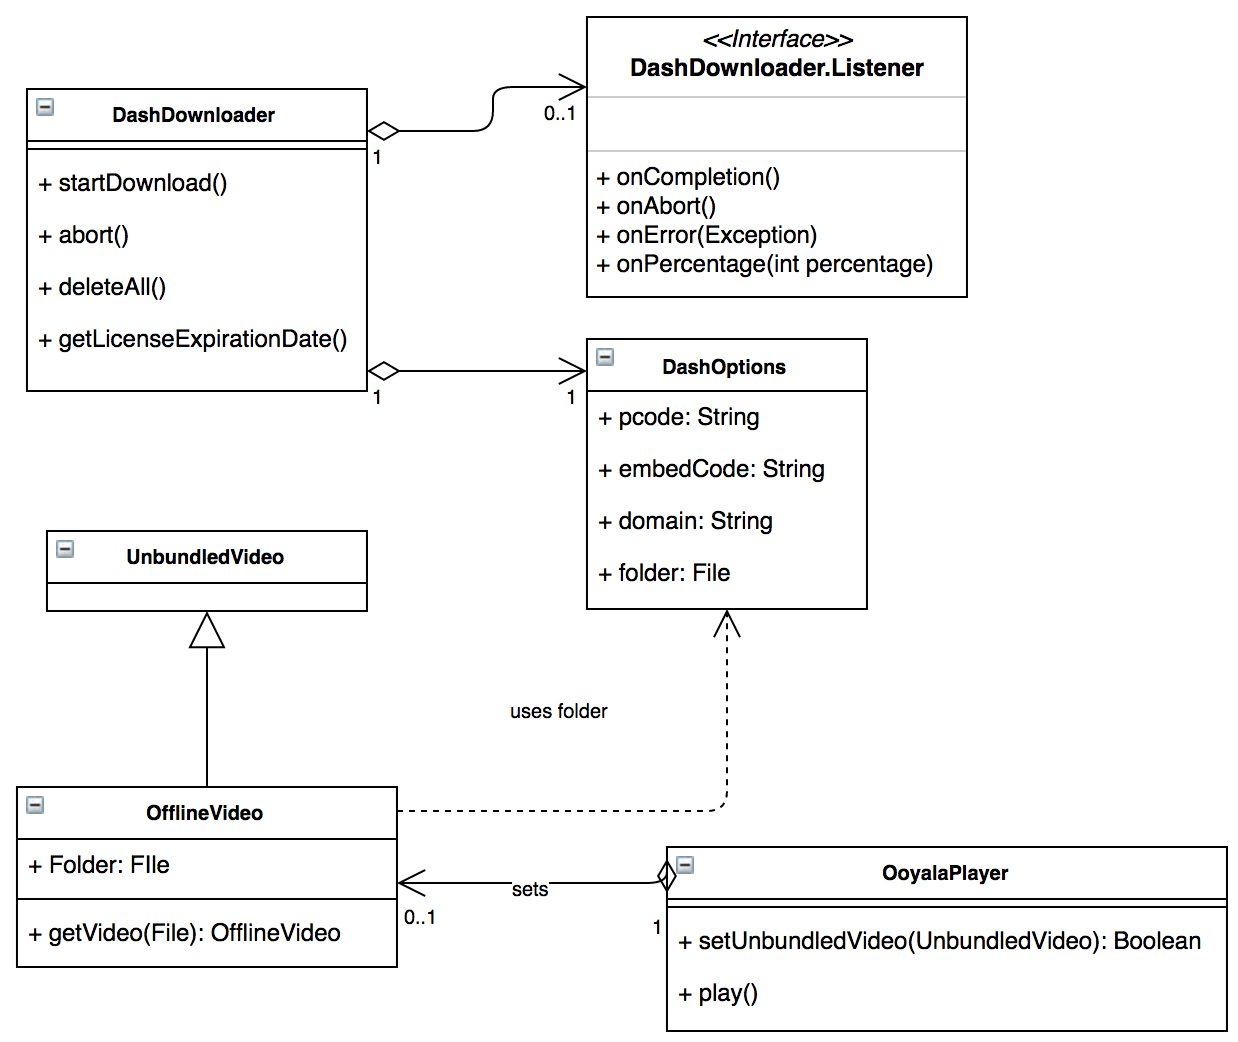 <<Interface>>
DashDownloader.Listener
+ onCompletion()
+ onAbort()
+ onError(Exception)
+ onPercentage(int percentage)
DashDownloader
+ startDownload()
+ abort()
+ deleteAll()
+ getLicenseExpirationDate()
1
0..1
1
1
DashOptions
+ pcode: String
+ embedCode: String
+ domain: String
+ folder: File
UnbundledVideo
uses folder
OfflineVideo
+ Folder: FIle
+ getVideo(File): OfflineVideo
sets
0..1
1
OoyalaPlayer
+ setUnbundledVideo(UnbundledVideo): Boolean
+ play()